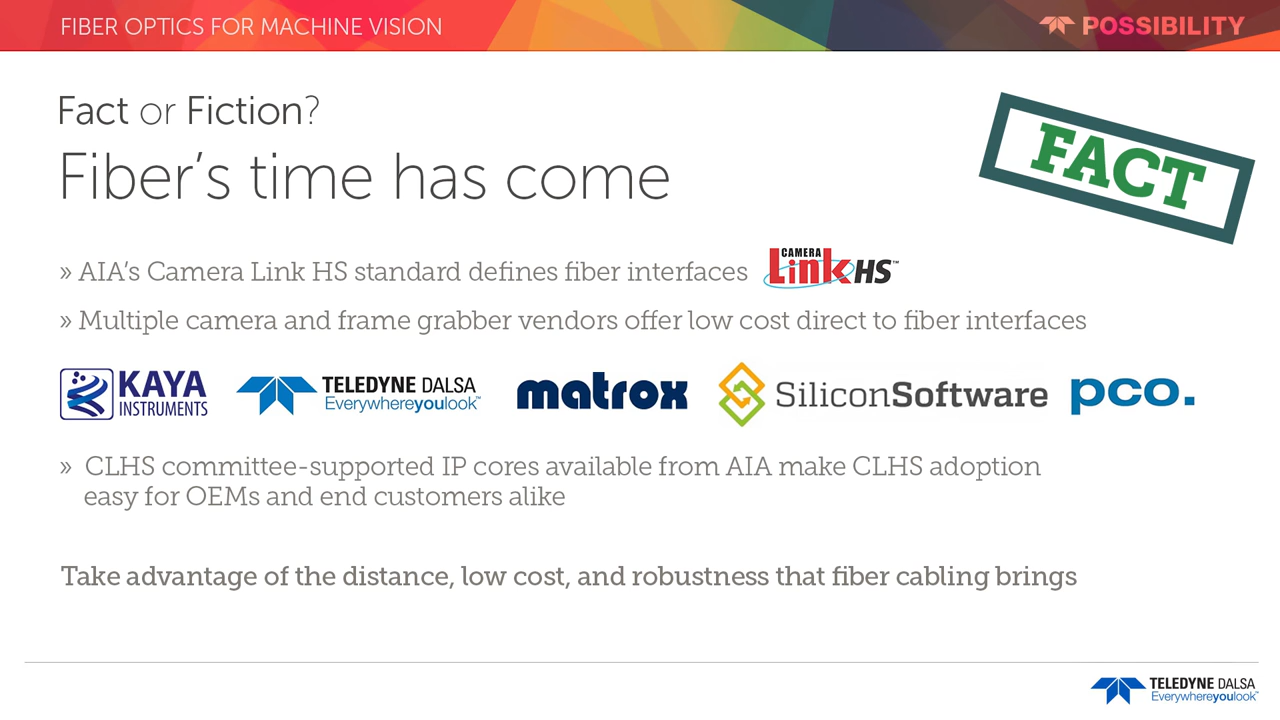 FIBER OPTICS FOR MACHINE VISION
POSSIBILITY
Fact or Fiction?
FACT
Fiber’s time has come
» AIA’s Camera Link HS standard defines fiber interfaces
CAMERA
Link HS™
» Multiple camera and frame grabber vendors offer low cost direct to fiber interfaces
KAYA
INSTRUMENTS
TELEDYNE DALSA
Everywhereyoulook™
matrox
SiliconSoftware
pco.
» CLHS committee-supported IP cores available from AIA make CLHS adoption
easy for OEMs and end customers alike
Take advantage of the distance, low cost, and robustness that fiber cabling brings
TELEDYNE DALSA
Everywhereyoulook™